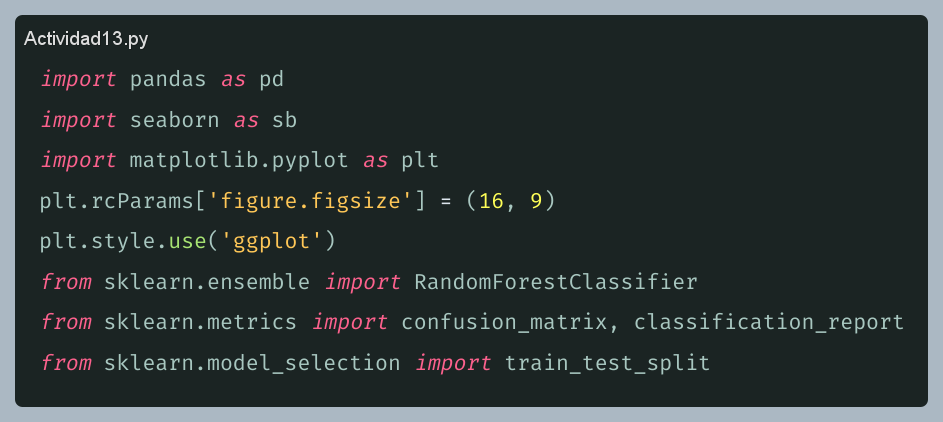 Actividad13.py
import pandas as pd
import seaborn as sb
import matplotlib.pyplot as plt
plt.rcParams['figure.figsize'] = (16, 9)
plt.style.use('ggplot')
from sklearn.ensemble import RandomForestClassifier
from sklearn.metrics import confusion_matrix, classification_report
from sklearn.model_selection import train_test_split